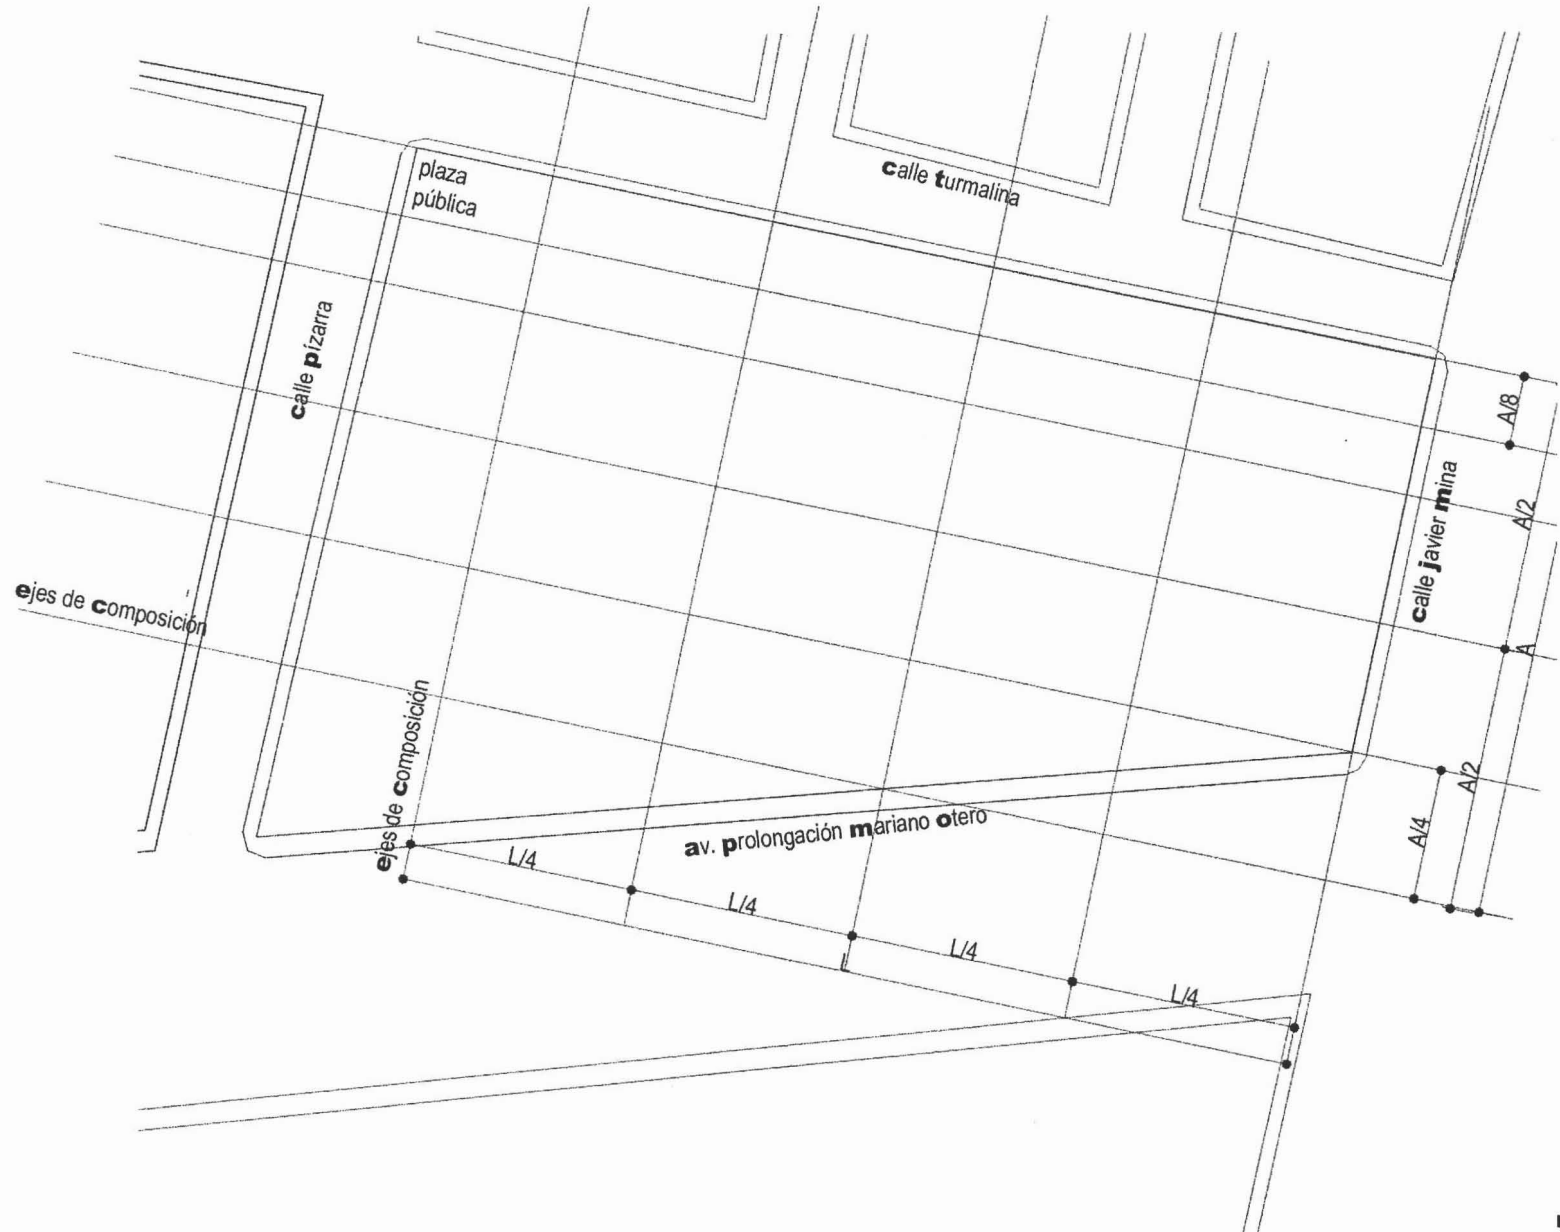 plaza
pública
calle turmalina
calle pizarra
A/8
A/2
calle javier mina
ejes de composición
A
ejes de composición
A/2
A/4
av. prolongación mariano otero
L/4
L/4
L/4
L
L/4